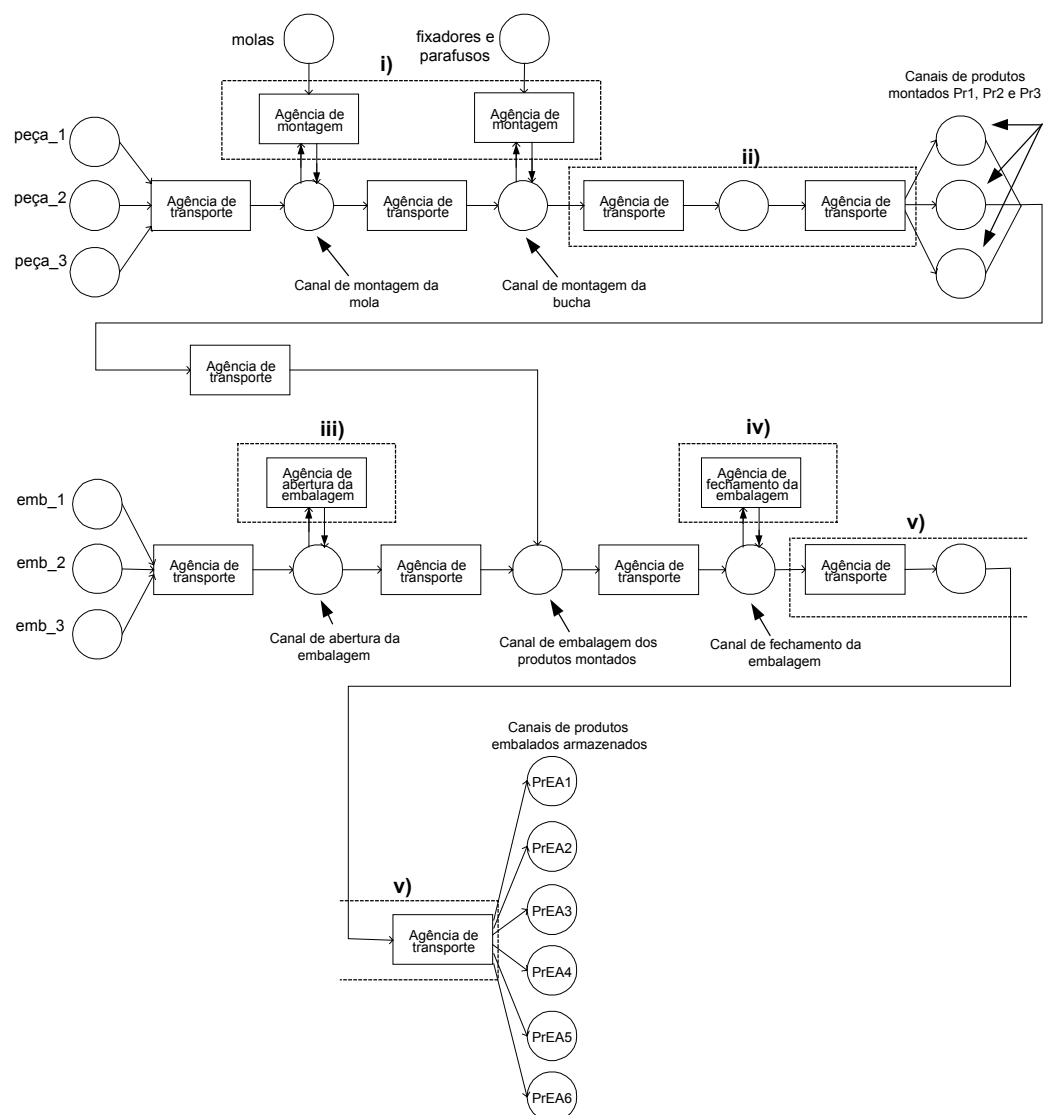 molas
fixadores e
parafusos
i)
Canais de produtos
montados Pr1, Pr2 e Pr3
Agência de
montagem
Agência de
montagem
peça_1
ii)
peça_2
Agência de
transporte
Agência de
transporte
Agência de
transporte
Agência de
transporte
peça_3
Canal de montagem da
mola
Canal de montagem da
bucha
Agência de
transporte
iii)
iv)
Agência de
abertura da
embalagem
Agência de
fechamento da
embalagem
emb_1
v)
emb_2
Agência de
transporte
Agência de
transporte
Agência de
transporte
Agência de
transporte
emb_3
Canal de abertura da
embalagem
Canal de embalagem dos
produtos montados
Canal de fechamento da
embalagem
Canais de produtos
embalados armazenados
PrEA1
PrEA2
v)
PrEA3
Agência de
transporte
PrEA4
PrEA5
PrEA6